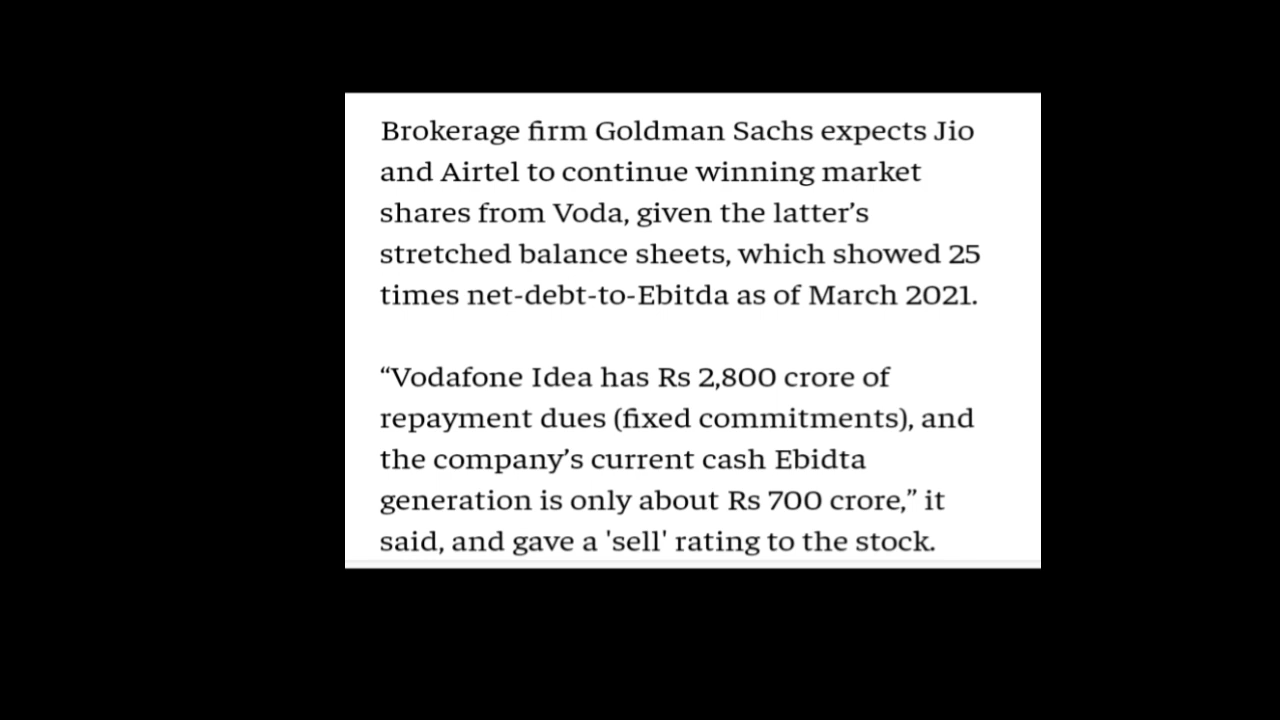 Brokerage firm Goldman Sachs expects Jio
and Airtel to continue winning market
shares from Voda, given the latter’s
stretched balance sheets, which showed 25
times net-debt-to-Ebitda as of March 2021.
“Vodafone Idea has Rs 2,800 crore of
repayment dues (fixed commitments), and
the company’s current cash Ebidta
generation is only about Rs 700 crore,” it
said, and gave a 'sell' rating to the stock.